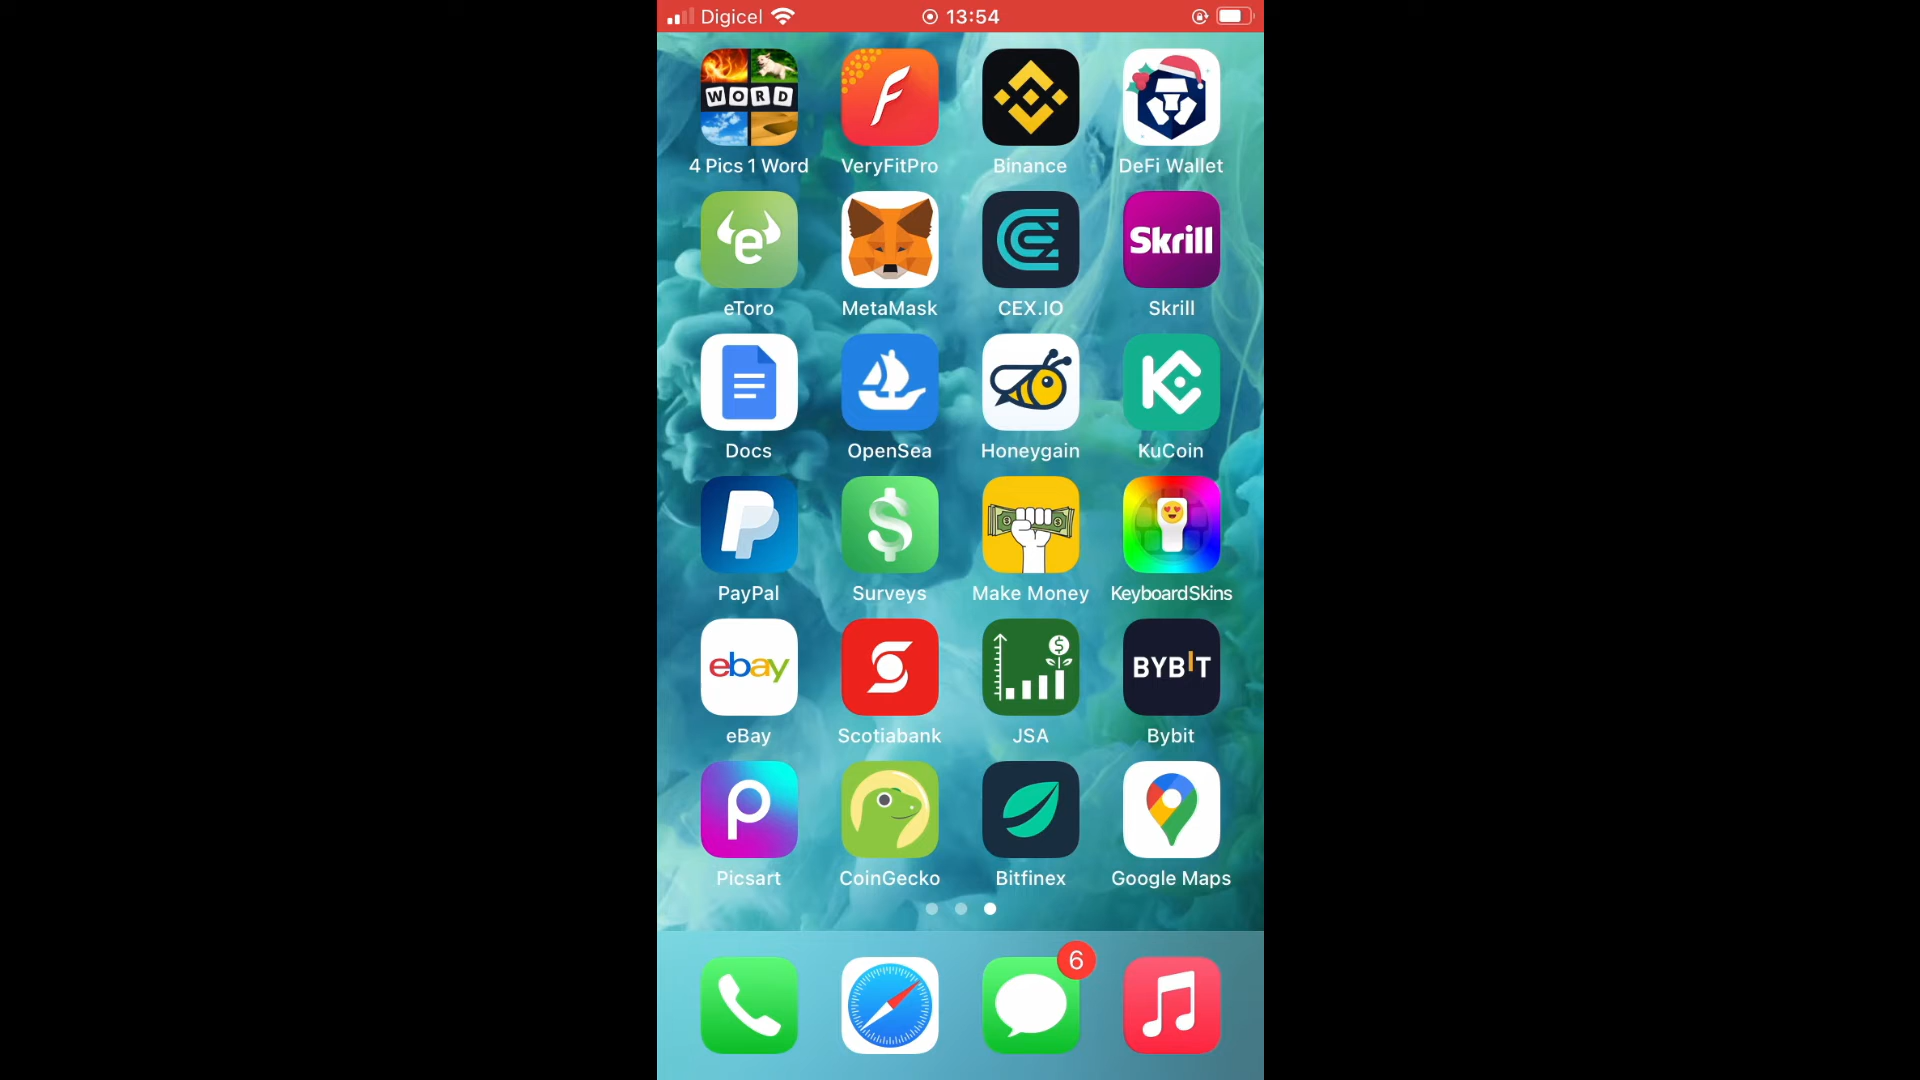 Digicel 13:54
WORD
4 Pics 1 Word VeryFitPro Binance DeFi Wallet
e Skrill
eToro MetaMask CEX.IO Skrill
Docs OpenSea Honeygain KuCoin
PayPal Surveys Make Money KeyboardSkins
ebay BYBIT
eBay Scotiabank JSA Bybit
Picsart CoinGecko Bitfinex Google Maps
6